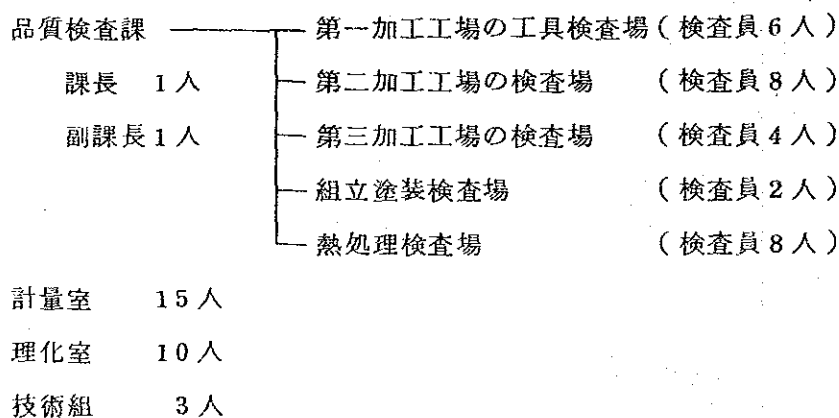 品質検査課 第一加工工場の工具検査場(検査員6人)
課長 1人 第二加工工場の検査場 (検査員8人)
副課長1人 第三加工工場の検査場 (検査員4人)
組立塗装検査場 (検査員2人)
熱処理検査場 (検査員8人)
計量室 15人
理化室 10人
技術組 3人